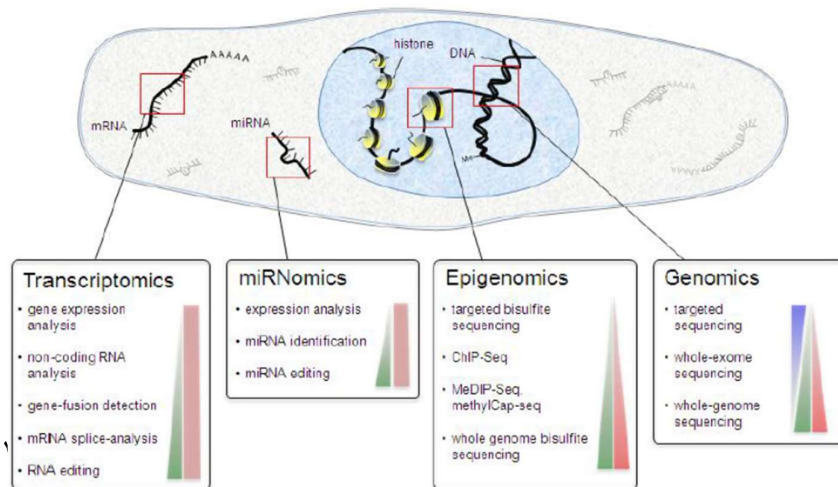 histone
DNA
AAAAA
mRNA
miRNA
Me
Transcriptomics
• gene expression
analysis
• non-coding RNA
analysis
• gene-fusion detection
• mRNA splice-analysis
• RNA editing
miRNomics
• expression analysis
• miRNA identification
• miRNA editing
Epigenomics
• targeted bisulfite
sequencing
• ChIP-Seq
• MeDIP-Seq,
methylCap-seq
• whole genome bisulfite
sequencing
Genomics
• targeted
sequencing
• whole-exome
sequencing
• whole-genome
sequencing